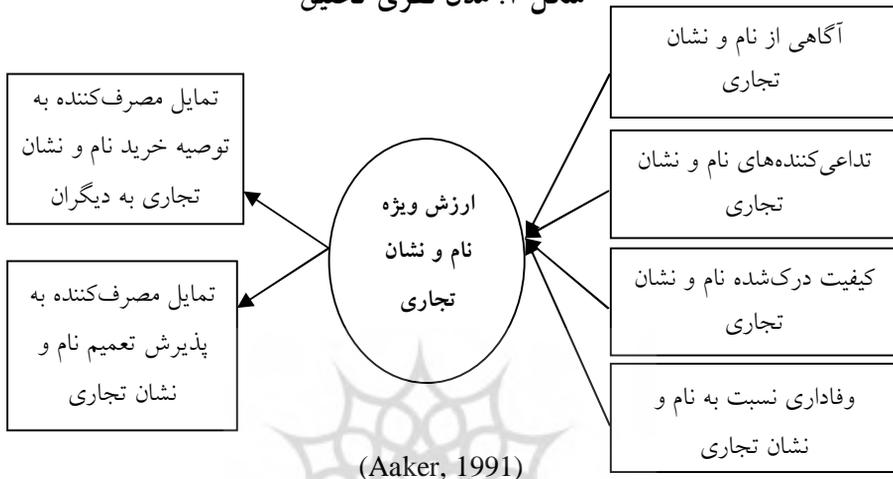 آگاهی از نام و نشان
تجاری
تداعی‌کننده‌های نام و نشان
تجاری
کیفیت درک‌شده نام و نشان
تجاری
وفاداری نسبت به نام و
نشان تجاری
ارزش ویژه
نام و نشان
تجاری
تمایل مصرف‌کننده به
توصیه خرید نام و نشان
تجاری به دیگران
تمایل مصرف‌کننده به
پذیرش تعمیم نام و
نشان تجاری
(Aaker, 1991)